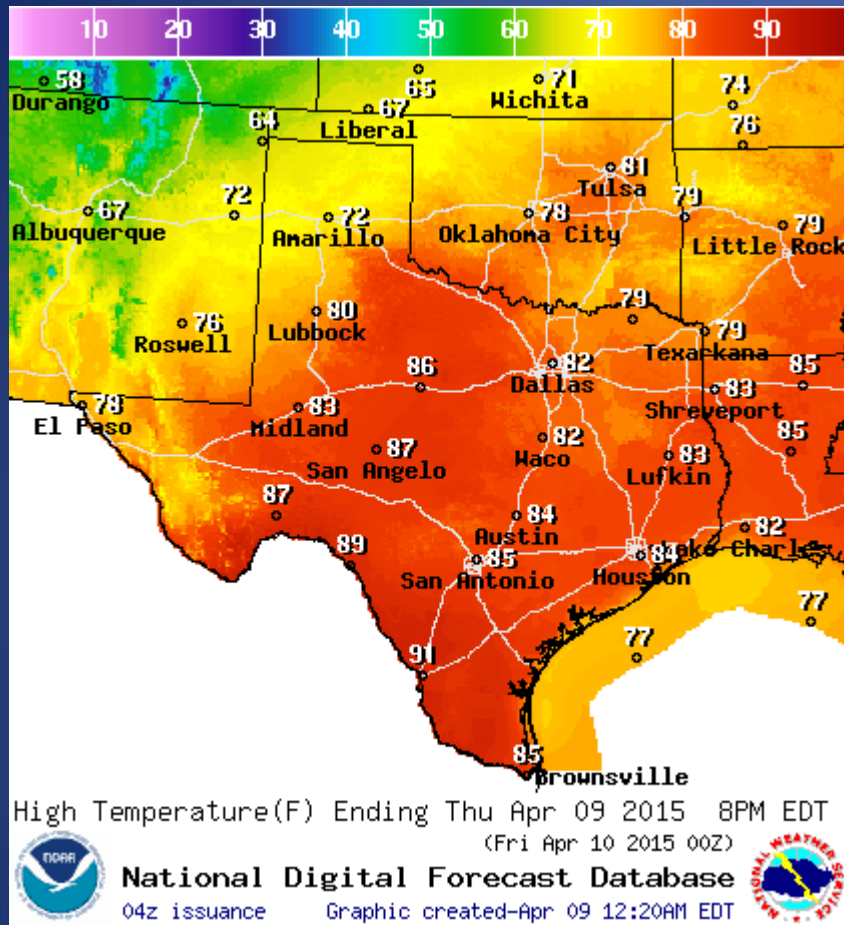 10 20 30 40 50 60 70 80 90
58
Durango
65
71
Wichita
74
67
Liberal
64
76
81
Tulsa
67
Albuquerque
72
72
Amarillo
78
Oklahoma City
79
79
Little Rock
76
Roswell
80
Lubbock
79
79
Texarkana
82
Dallas
86
85
83
Shreveport
78
El Paso
83
Midland
87
San Angelo
82
Waco
83
Lufkin
85
87
84
Austin
82
Lake Charles
89
85
San Antonio
84
Houston
77
77
91
85
Brownsville
High Temperature(F) Ending Thu Apr 09 2015 8PM EDT
(Fri Apr 10 2015 00Z)
NOAA
National Digital Forecast Database
04z issuance Graphic created-Apr 09 12:20AM EDT
NATIONAL WEATHER SERVICE